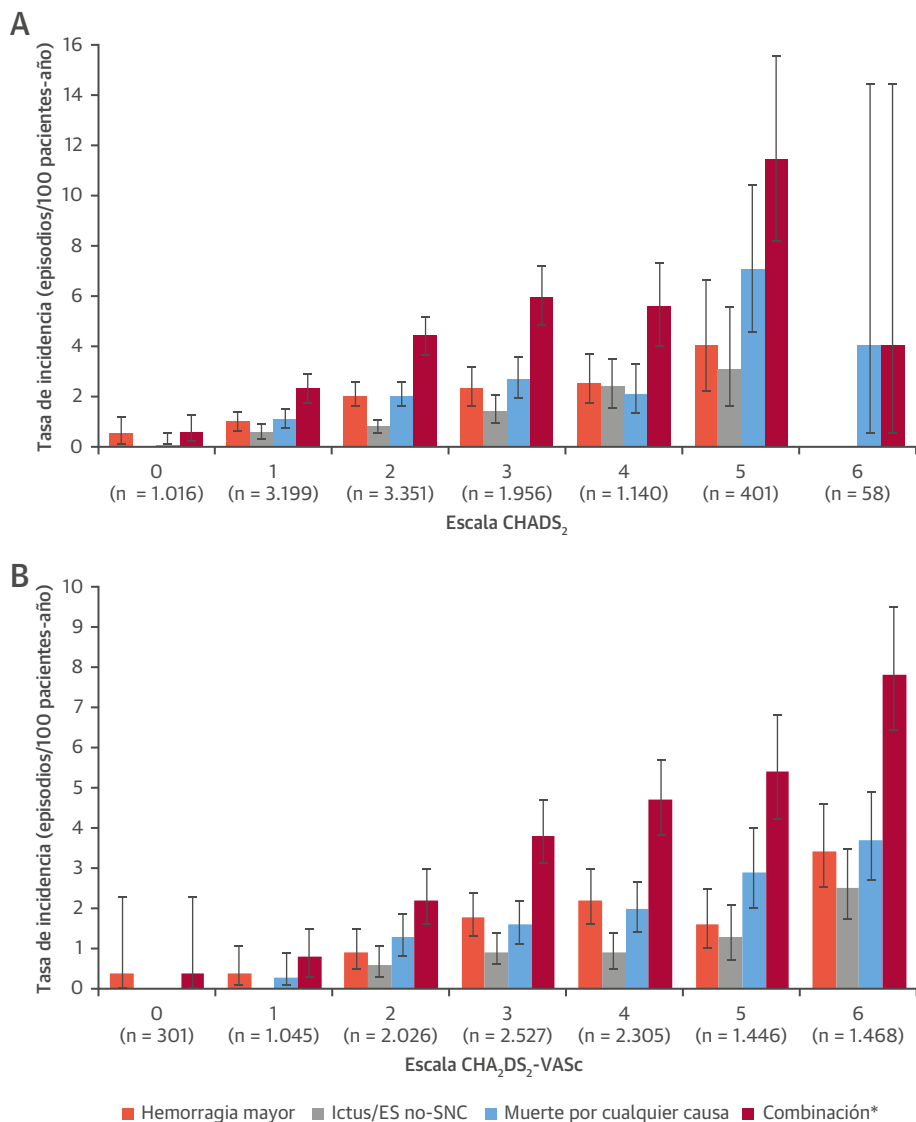 A
Tasa de incidencia (episodios/100 pacientes-año)
16
14
12
10
8
6
4
2
0
0 1 2 3 4 5 6
(n = 1.016) (n = 3.199) (n = 3.351) (n = 1.956) (n = 1.140) (n = 401) (n = 58)
Escala CHADS₂
B
Tasa de incidencia (episodios/100 pacientes-año)
10
9
8
7
6
5
4
3
2
1
0
0 1 2 3 4 5 6
(n = 301) (n = 1.045) (n = 2.026) (n = 2.527) (n = 2.305) (n = 1.446) (n = 1.468)
Escala CHA₂DS₂-VASc
Hemorragia mayor Ictus/ES no-SNC Muerte por cualquier causa Combinación*